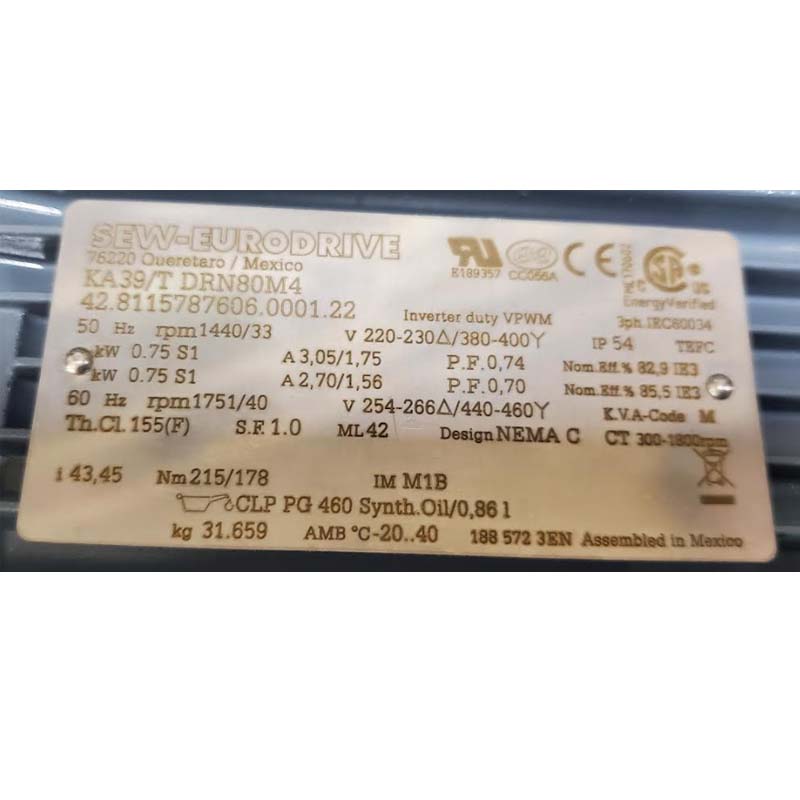 SEW-EURODRIVE
76220 Queretaro / Mexico
KA39/T DRN80M4
42.8115787606.0001.22
E189357 CC056A
EnergyVerified
Inverter duty VPWM 3ph.IEC60034
50 Hz rpm 1440/33 V 220-230Δ/380-400Y IP 54 TEFC
kW 0.75 S1 A 3,05/1,75 P.F. 0,74 Nom.Eff.% 82,9 IE3
kW 0.75 S1 A 2,70/1,56 P.F. 0,70 Nom.Eff.% 85,5 IE3
60 Hz rpm 1751/40 V 254-266Δ/440-460Y K.V.A-Code M
Th.Cl. 155(F) S.F. 1.0 ML 42 Design NEMA C CT 300-1800rpm
i 43,45 Nm 215/178 IM M1B
CLP PG 460 Synth.Oil/0,86 l
kg 31.659 AMB °C -20..40 188 572 3EN Assembled in Mexico